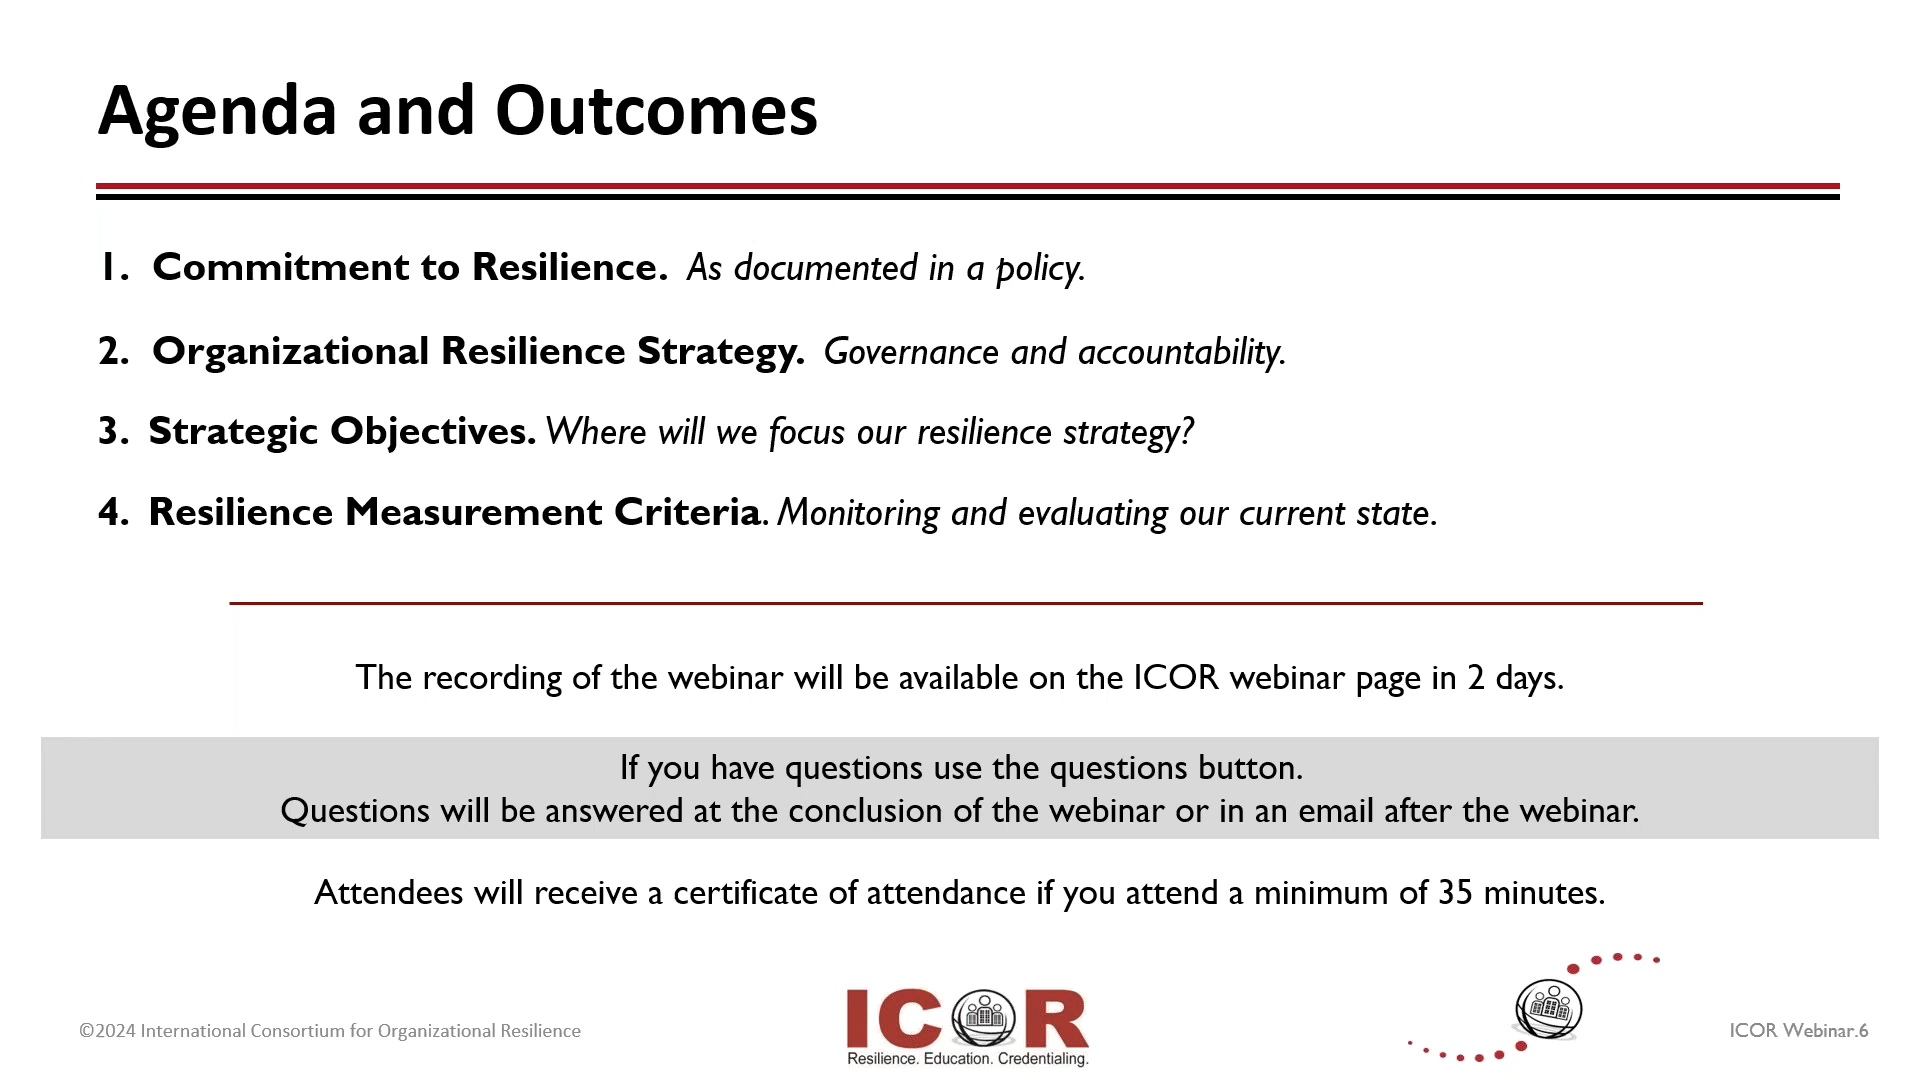 Agenda and Outcomes
1. Commitment to Resilience. As documented in a policy.
2. Organizational Resilience Strategy. Governance and accountability.
3. Strategic Objectives. Where will we focus our resilience strategy?
4. Resilience Measurement Criteria. Monitoring and evaluating our current state.
The recording of the webinar will be available on the ICOR webinar page in 2 days.
If you have questions use the questions button.
Questions will be answered at the conclusion of the webinar or in an email after the webinar.
Attendees will receive a certificate of attendance if you attend a minimum of 35 minutes.
©2024 International Consortium for Organizational Resilience
ICOR
Resilience. Education. Credentialing.
ICOR Webinar.6